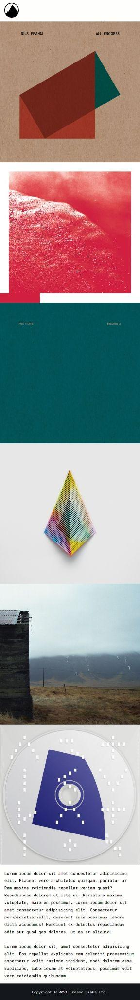 NILS FRAHM ALL ENCORES
NILS FRAHM ENCORES 2
Lorem ipsum dolor sit amet consectetur adipisicing
elit. Placeat vero architetco quisqam, pariatur a?
Rem maxime reiciendis repellat veniam quasi?
Repudiandae dolorem ut iste ui. Pariature maxime
voluptate, maiores possimus. Lorem ipsum dolor sit
amet consectetur adipisicing elit. Consectetur
perspiciatis velit, deserunt iure possimus labore
dicta accusamus! Nesciunt ex delectus repudiandae
odio aut quod qas dolores, ut ea at aliquid!
Lorem ipsum dolor sit, amet consectetur adipisicing
elit. Eos repellat explicabo rem deleniti praesentium
aspernatur velit ratione incidunt, modi dolorem esse.
Explicabo, laboriosam at voluptatibus, possimus odit
vero reiciendis quibusdam.
Copyright © 2021 Erased Disks Ltd.